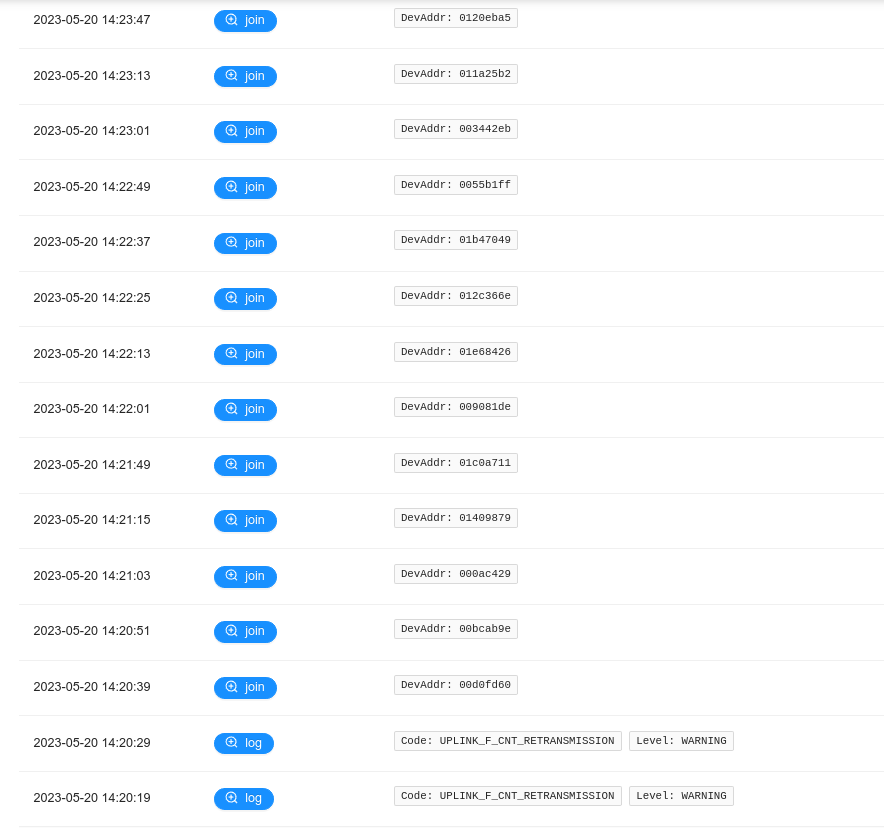 2023-05-20 14:23:47 join DevAddr: 0120eba5
2023-05-20 14:23:13 join DevAddr: 011a25b2
2023-05-20 14:23:01 join DevAddr: 003442eb
2023-05-20 14:22:49 join DevAddr: 0055b1ff
2023-05-20 14:22:37 join DevAddr: 01b47049
2023-05-20 14:22:25 join DevAddr: 012c366e
2023-05-20 14:22:13 join DevAddr: 01e68426
2023-05-20 14:22:01 join DevAddr: 009081de
2023-05-20 14:21:49 join DevAddr: 01c0a711
2023-05-20 14:21:15 join DevAddr: 01409879
2023-05-20 14:21:03 join DevAddr: 000ac429
2023-05-20 14:20:51 join DevAddr: 00bcab9e
2023-05-20 14:20:39 join DevAddr: 00d0fd60
2023-05-20 14:20:29 log Code: UPLINK_F_CNT_RETRANSMISSION Level: WARNING
2023-05-20 14:20:19 log Code: UPLINK_F_CNT_RETRANSMISSION Level: WARNING